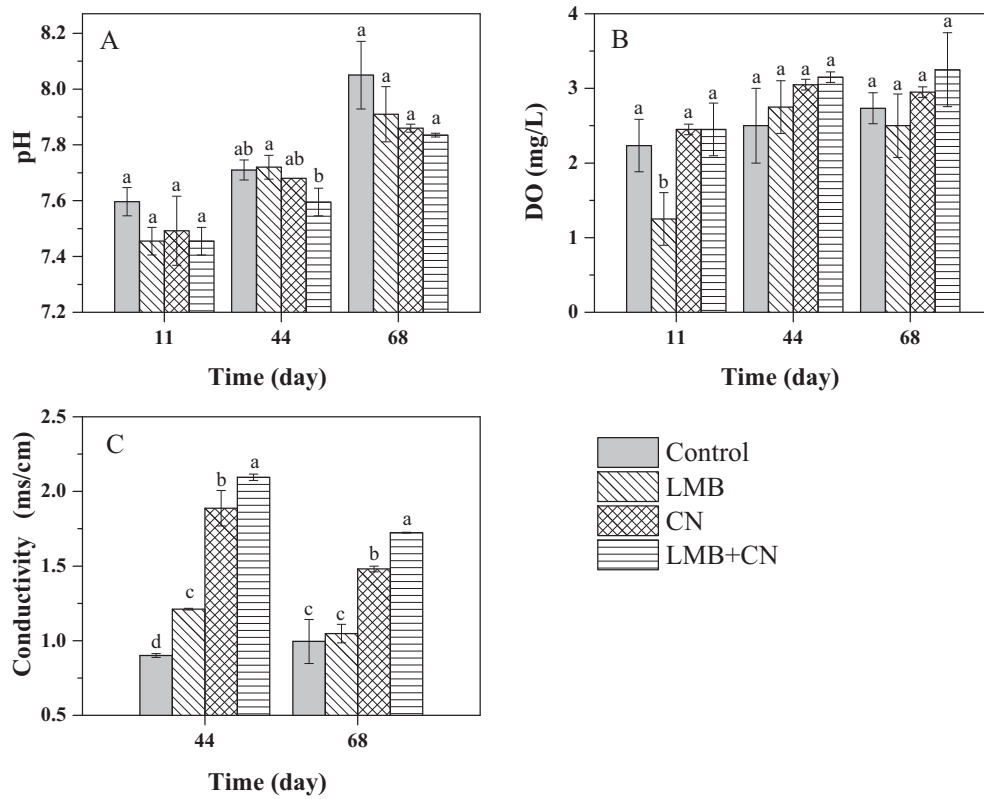 A
8.2
8.0
7.8
7.6
7.4
7.2
pH
a
a
a
a
ab
a
ab
b
a
a
a
a
11
44
68
Time (day)
B
4
3
2
1
0
DO (mg/L)
a
b
a
a
a
a
a
a
a
a
a
a
11
44
68
Time (day)
C
2.5
2.0
1.5
1.0
0.5
Conductivity (ms/cm)
d
c
b
a
c
c
b
a
44
68
Time (day)
Control
LMB
CN
LMB+CN